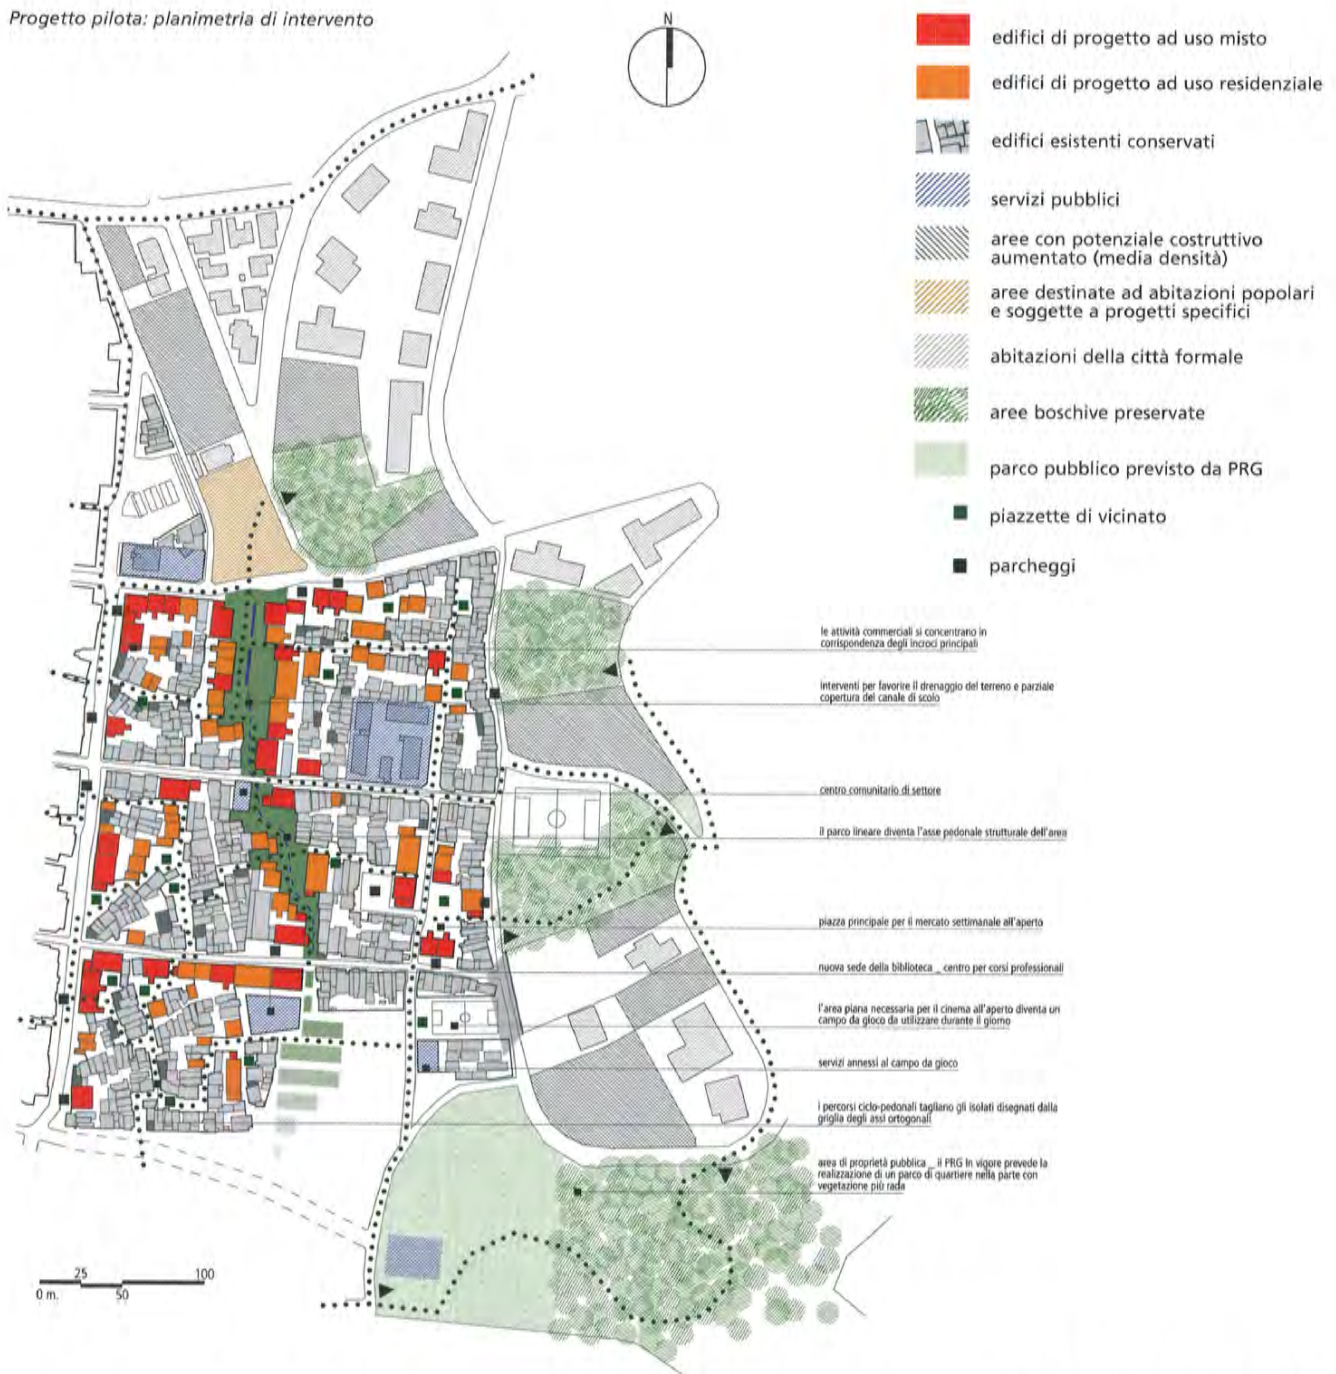 Progetto pilota: planimetria di intervento
N
edifici di progetto ad uso misto
edifici di progetto ad uso residenziale
edifici esistenti conservati
servizi pubblici
aree con potenziale costruttivo
aumentato (media densità)
aree destinate ad abitazioni popolari
e soggette a progetti specifici
abitazioni della città formale
aree boschive preservate
parco pubblico previsto da PRG
piazzette di vicinato
parcheggi
le attività commerciali si concentrano in
corrispondenza degli incroci principali
interventi per favorire il drenaggio del terreno e parziale
copertura del canale di scolo
centro comunitario di settore
il parco lineare diventa l'asse pedonale strutturale dell'area
piazza principale per il mercato settimanale all'aperto
nuova sede della biblioteca _ centro per corsi professionali
l'area piana necessaria per il cinema all'aperto diventa un
campo da gioco da utilizzare durante il giorno
servizi annessi al campo da gioco
i percorsi ciclo-pedonali tagliano gli isolati disegnati dalla
griglia degli assi ortogonali
area di proprietà pubblica _ il PRG in vigore prevede la
realizzazione di un parco di quartiere nella parte con
vegetazione più rada
25 100
0 m. 50